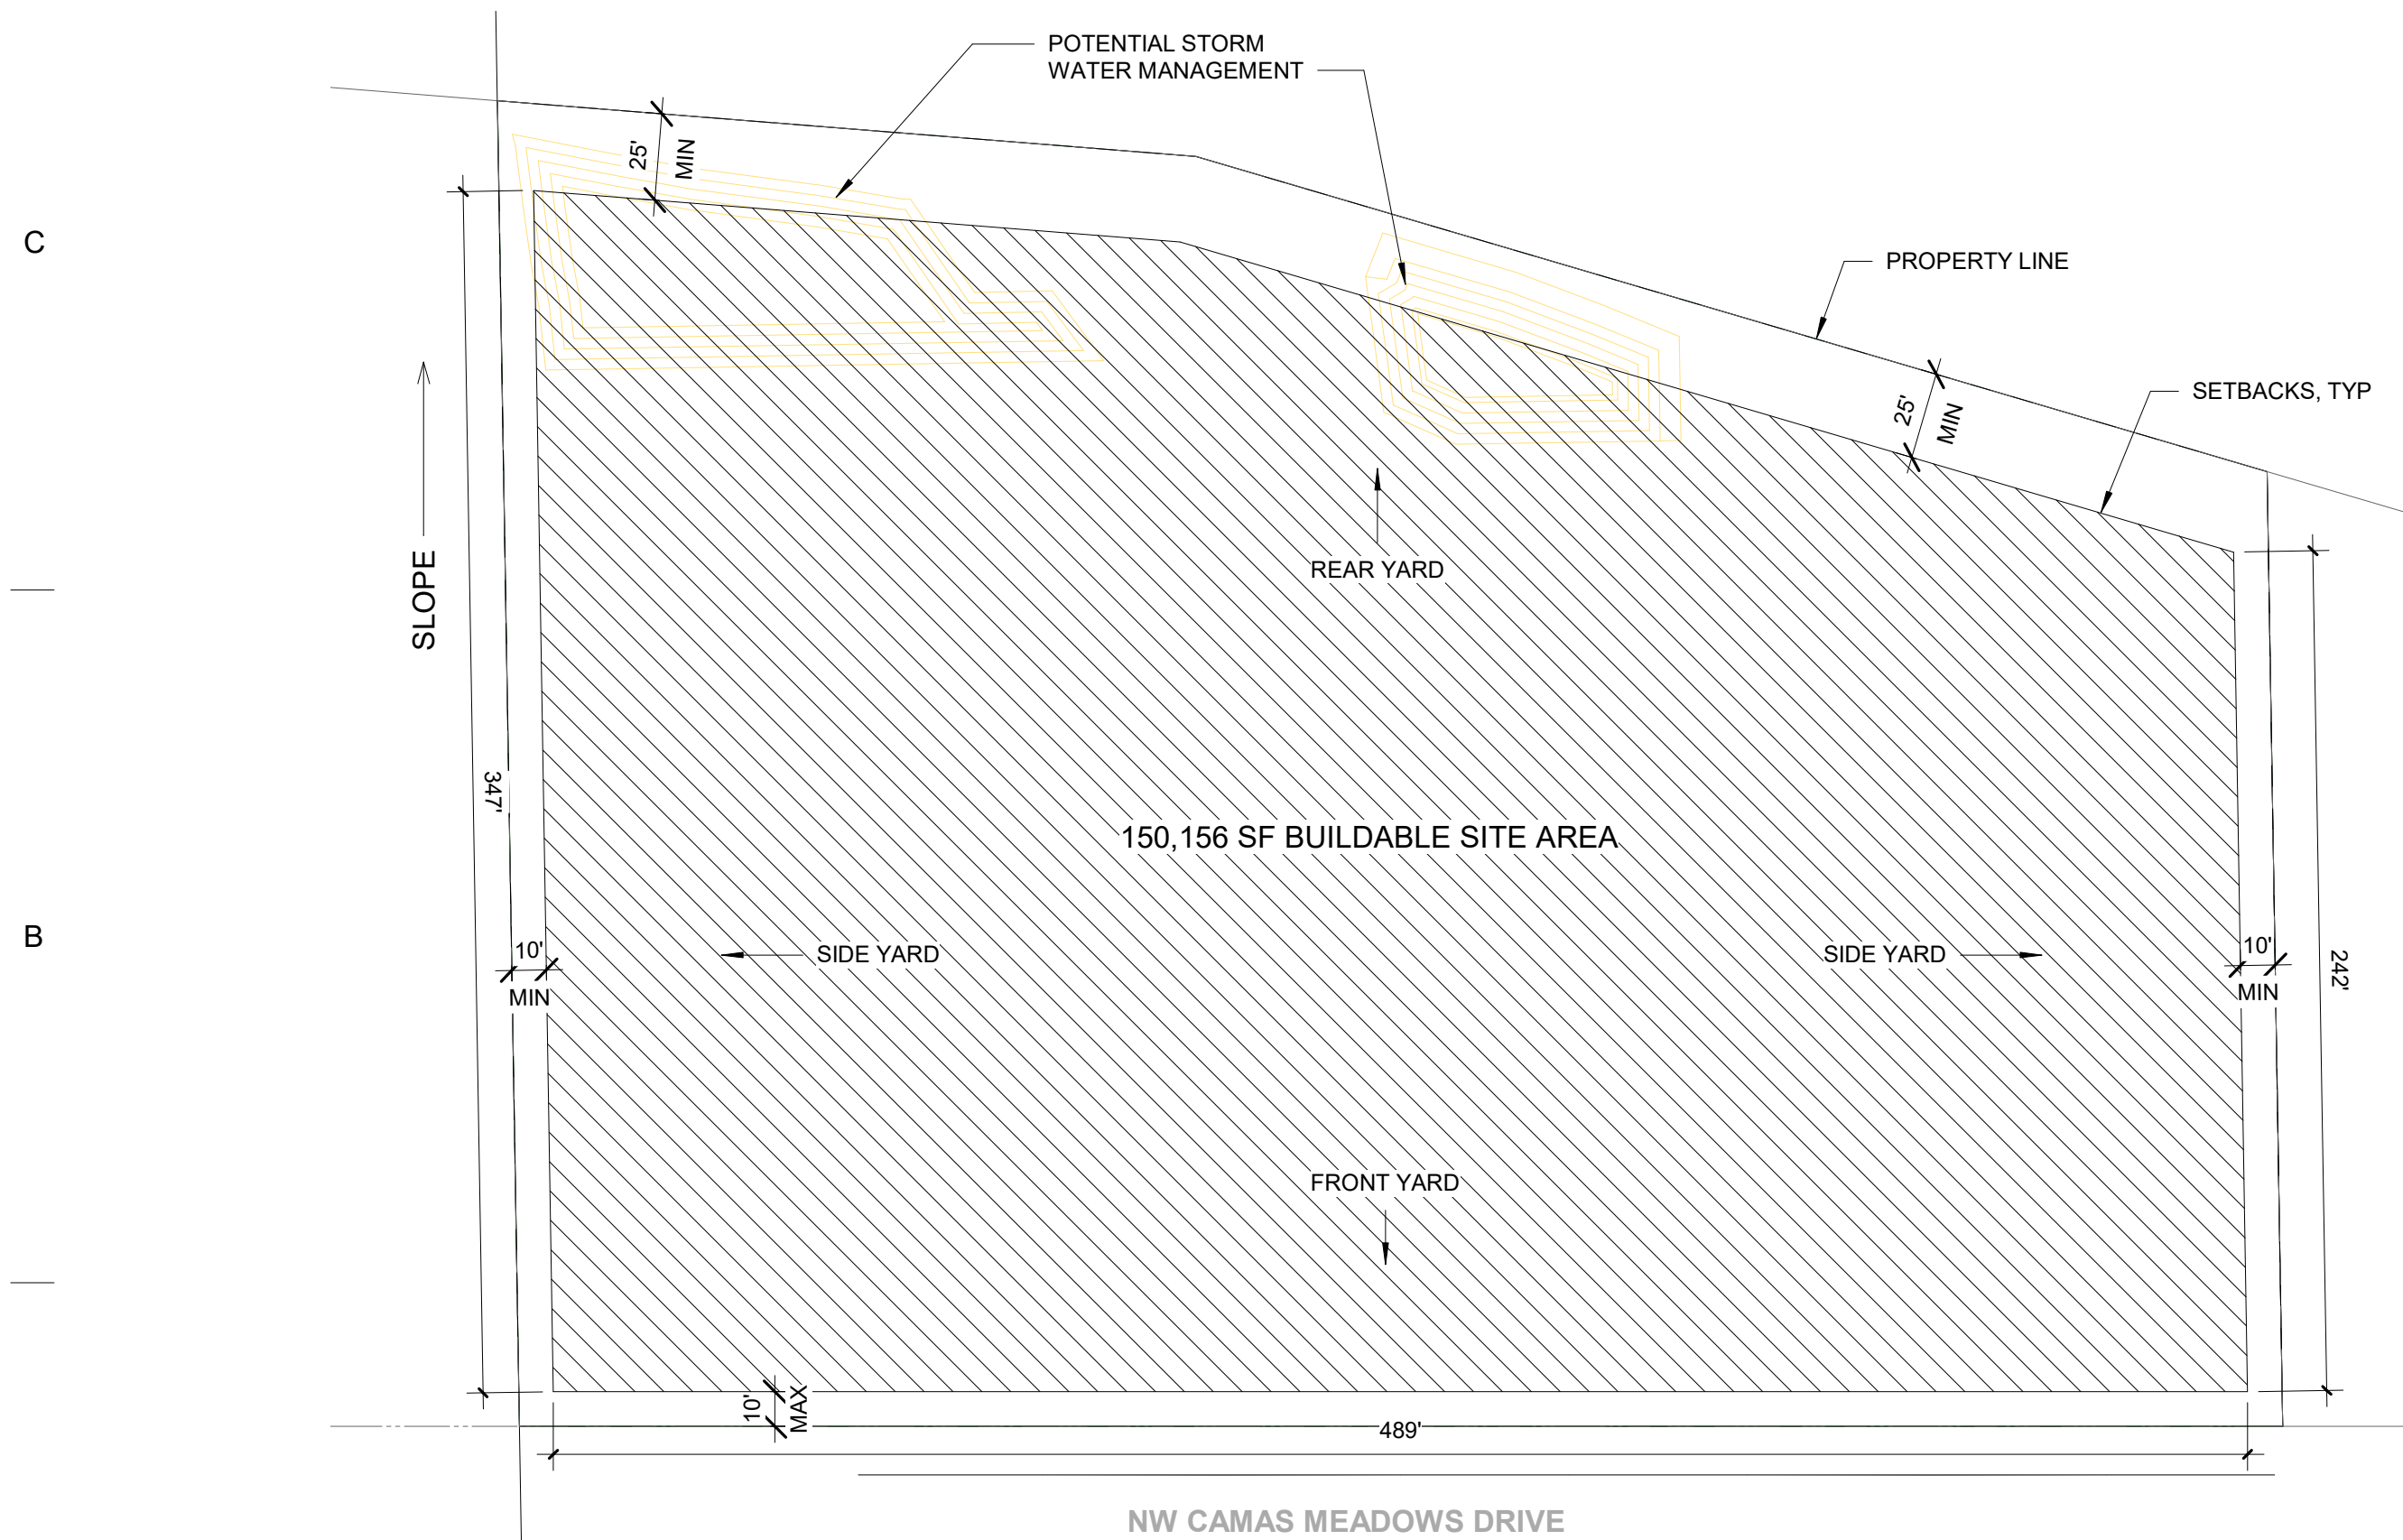 POTENTIAL STORM
WATER MANAGEMENT
25'
MIN
C
PROPERTY LINE
SETBACKS, TYP
25'
MIN
REAR YARD
SLOPE
347'
150,156 SF BUILDABLE SITE AREA
B
10'
MIN
SIDE YARD
SIDE YARD
10'
MIN
242'
FRONT YARD
10'
MAX
489'
NW CAMAS MEADOWS DRIVE